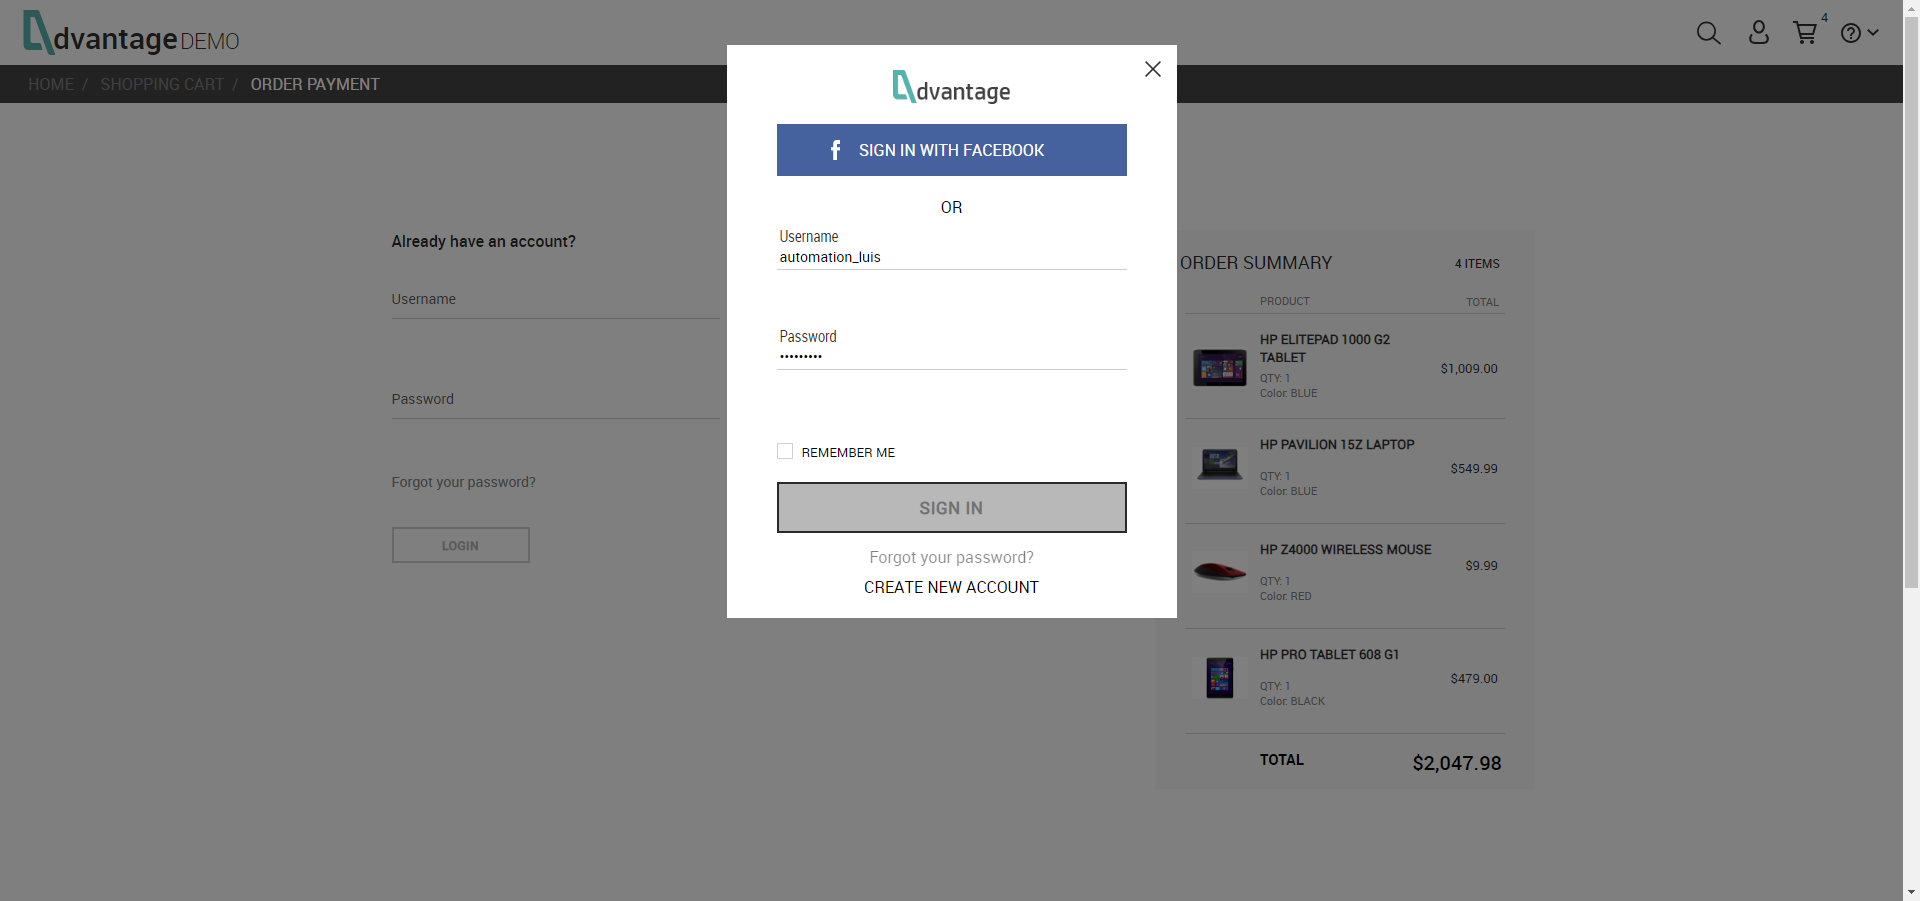 dvantage DEMO
4
HOME / SHOPPING CART / ORDER PAYMENT
dvantage
SIGN IN WITH FACEBOOK
OR
Username
automation_luis
Password
•••••••••
REMEMBER ME
SIGN IN
Forgot your password?
CREATE NEW ACCOUNT
Already have an account?
Username
Password
Forgot your password?
LOGIN
ORDER SUMMARY
4 ITEMS
PRODUCT
TOTAL
HP ELITEPAD 1000 G2
TABLET
QTY: 1
Color: BLUE
$1,009.00
HP PAVILION 15Z LAPTOP
QTY: 1
Color: BLUE
$549.99
HP Z4000 WIRELESS MOUSE
QTY: 1
Color: RED
$9.99
HP PRO TABLET 608 G1
QTY: 1
Color: BLACK
$479.00
TOTAL
$2,047.98